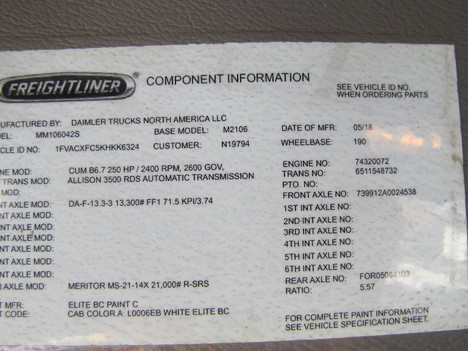 FREIGHTLINER
COMPONENT INFORMATION
SEE VEHICLE ID NO.
WHEN ORDERING PARTS
NUFACTURED BY: DAIMLER TRUCKS NORTH AMERICA LLC
DEL: MM106042S BASE MODEL: M2106 DATE OF MFR: 05/18
CLE ID NO: 1FVACXFC5KHKK6324 CUSTOMER: N19794 WHEELBASE: 190
NE MOD: CUM B6.7 250 HP / 2400 RPM, 2600 GOV, ENGINE NO: 74320072
TRANS MOD: ALLISON 3500 RDS AUTOMATIC TRANSMISSION TRANS NO: 6511548732
MOD: PTO. NO:
NT AXLE MOD: DA-F-13.3-3 13,300# FF1 71.5 KPI/3.74 FRONT AXLE NO: 739912A0024538
NT AXLE MOD: 1ST INT AXLE NO:
NT AXLE MOD: 2ND INT AXLE NO:
NT AXLE MOD: 3RD INT AXLE NO:
NT AXLE MOD: 4TH INT AXLE NO:
NT AXLE MOD: 5TH INT AXLE NO:
NT AXLE MOD: 6TH INT AXLE NO:
AXLE MOD: MERITOR MS-21-14X 21,000# R-SRS REAR AXLE NO:
RATIO: 5.57
T MFR: ELITE BC PAINT C
T CODE: CAB COLOR A: L0006EB WHITE ELITE BC
FOR COMPLETE PAINT INFORMATION
SEE VEHICLE SPECIFICATION SHEET.